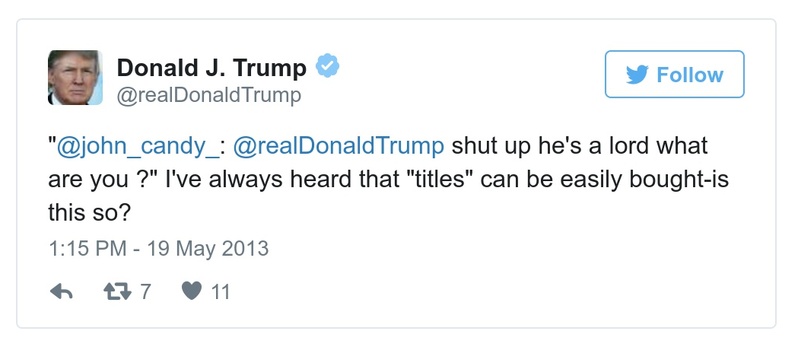 Donald J. Trump
@realDonaldTrump
Follow
"@john_candy_: @realDonaldTrump shut up he's a lord what
are you ?" I've always heard that "titles" can be easily bought-is
this so?
1:15 PM - 19 May 2013
7 11